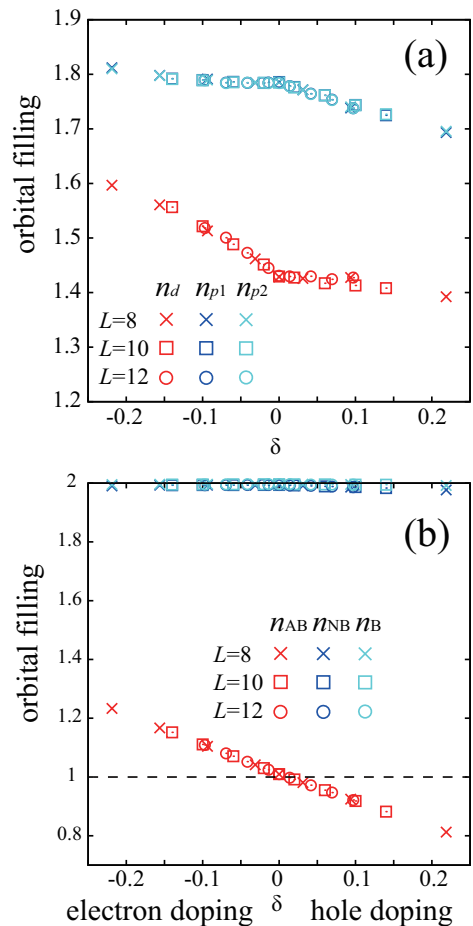 (a)
1.9
1.8
1.7
1.6
1.5
1.4
1.3
1.2
orbital filling
n_d n_p1 n_p2
L=8
L=10
L=12
-0.2 -0.1 0 0.1 0.2
δ
(b)
2
1.8
1.6
1.4
1.2
1
0.8
orbital filling
n_AB n_NB n_B
L=8
L=10
L=12
-0.2 -0.1 0 0.1 0.2
electron doping δ hole doping